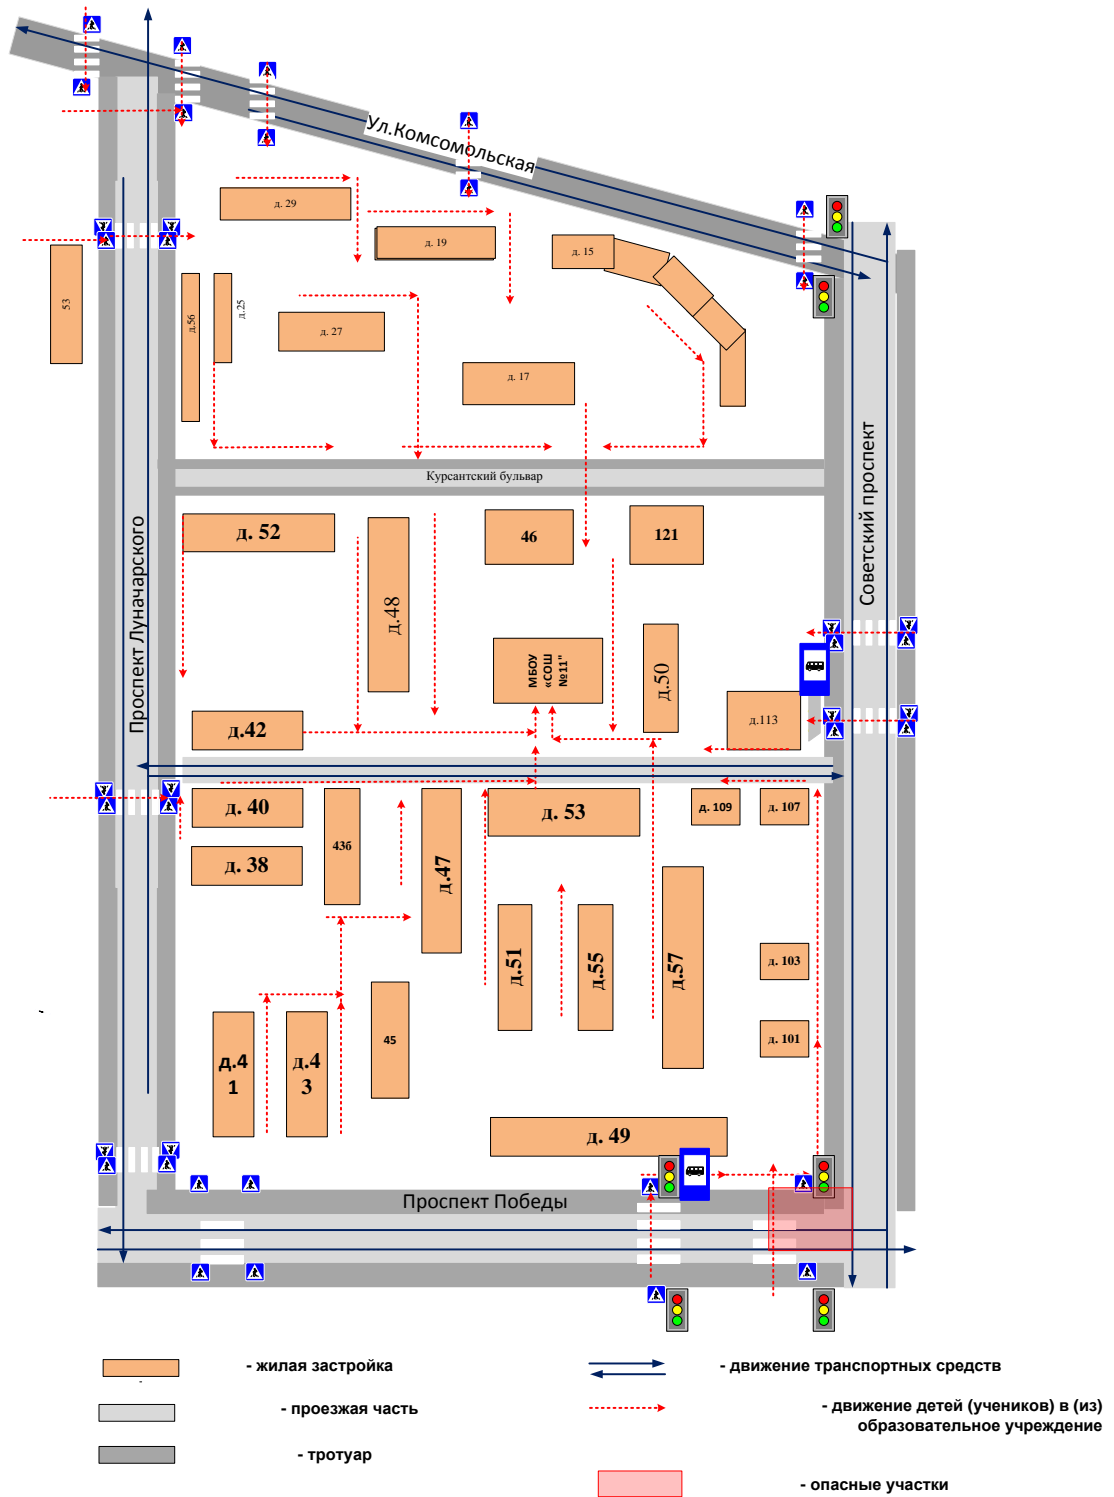 Ул.Комсомольская
д. 29
д. 19
д. 15
53
д.56
д.25
д. 27
д. 17
Курсантский бульвар
Проспект Луначарского
Советский проспект
д. 52
д.48
46
121
МБОУ
«СОШ
№11"
д.50
д.42
д.113
д. 40
д. 38
436
д.47
д. 53
д. 109
д. 107
д.51
д.55
д.57
д. 103
д. 101
д.4
1
д.4
3
45
д. 49
Проспект Победы
- жилая застройка
- движение транспортных средств
- проезжая часть
- движение детей (учеников) в (из)
образовательное учреждение
- тротуар
- опасные участки